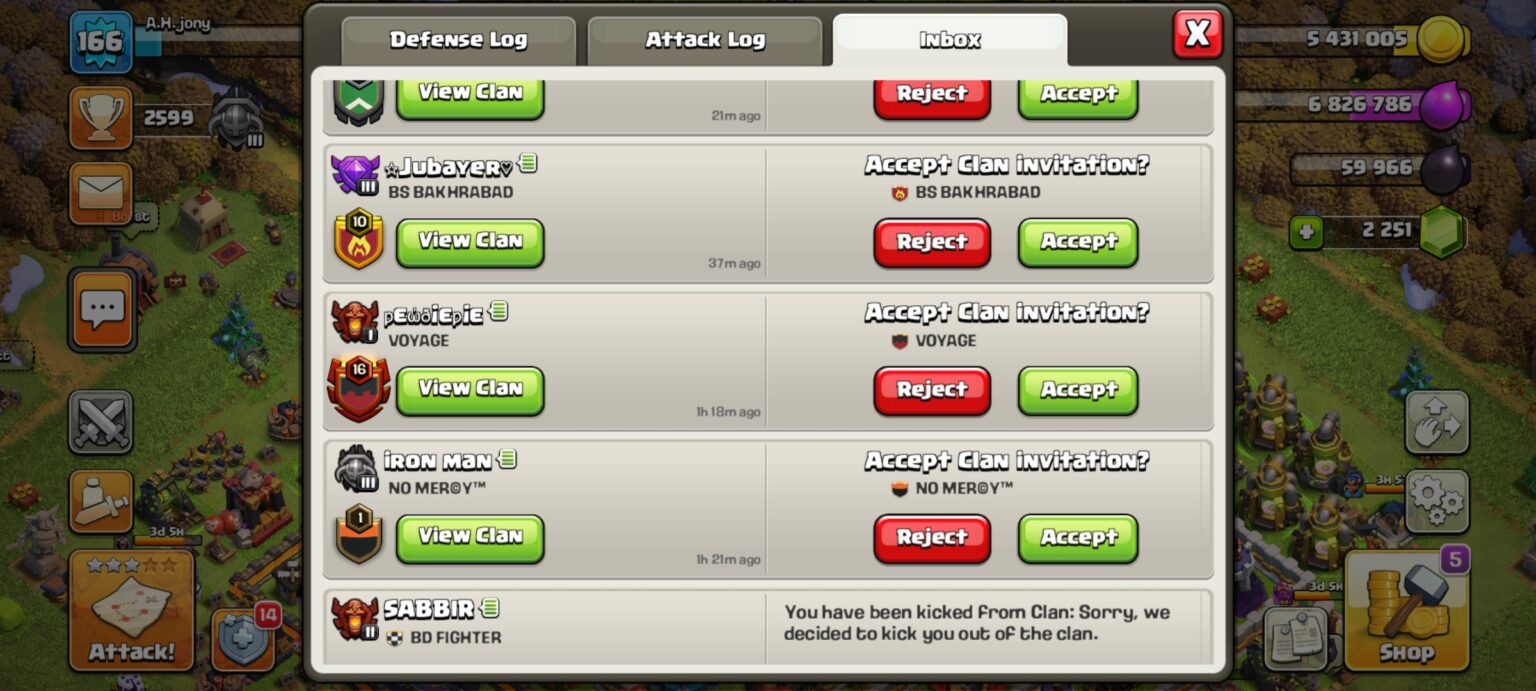 166
A.H. jony
Defense Log
Attack Log
Inbox
X
5 431 005
2599
III
6 826 786
59 966
2 251
View Clan
21m ago
Reject
Accept
☆Jubayer♥
III
BS BAKHRABAD
10
View Clan
37m ago
Accept Clan invitation?
BS BAKHRABAD
Reject
Accept
ρεώδιερίε
I
VOYAGE
16
View Clan
1h 18m ago
Accept Clan invitation?
VOYAGE
Reject
Accept
iRON MAN
III
NO MER©Y™
1
View Clan
1h 21m ago
Accept Clan invitation?
NO MER©Y™
Reject
Accept
SABBIR
II
BD FIGHTER
You have been kicked from Clan: Sorry, we
decided to kick you out of the clan.
3d 5H
Attack!
14
3d 5H
5
Shop